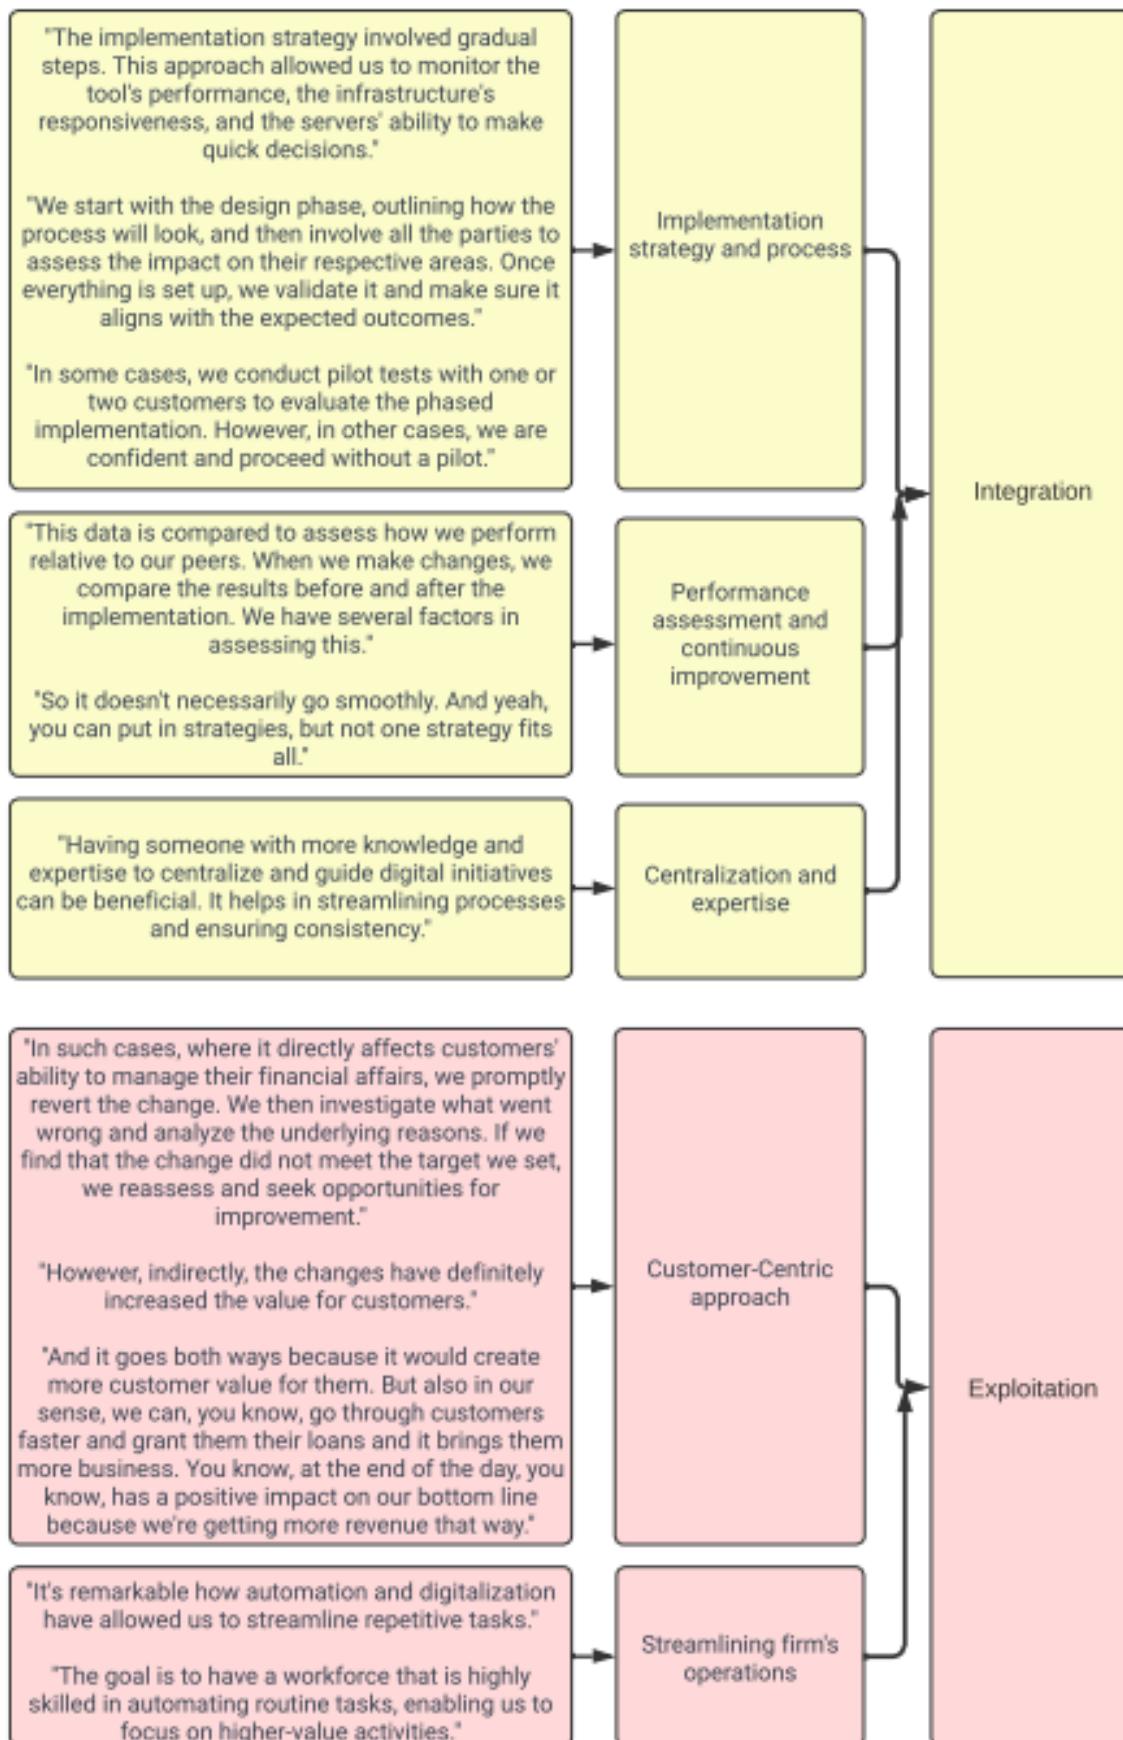 "The implementation strategy involved gradual
steps. This approach allowed us to monitor the
tool's performance, the infrastructure's
responsiveness, and the servers' ability to make
quick decisions."
"We start with the design phase, outlining how the
process will look, and then involve all the parties to
assess the impact on their respective areas. Once
everything is set up, we validate it and make sure it
aligns with the expected outcomes."
"In some cases, we conduct pilot tests with one or
two customers to evaluate the phased
implementation. However, in other cases, we are
confident and proceed without a pilot."
Implementation
strategy and process
Integration
"This data is compared to assess how we perform
relative to our peers. When we make changes, we
compare the results before and after the
implementation. We have several factors in
assessing this."
"So it doesn't necessarily go smoothly. And yeah,
you can put in strategies, but not one strategy fits
all."
Performance
assessment and
continuous
improvement
"Having someone with more knowledge and
expertise to centralize and guide digital initiatives
can be beneficial. It helps in streamlining processes
and ensuring consistency."
Centralization and
expertise
"In such cases, where it directly affects customers'
ability to manage their financial affairs, we promptly
revert the change. We then investigate what went
wrong and analyze the underlying reasons. If we
find that the change did not meet the target we set,
we reassess and seek opportunities for
improvement."
"However, indirectly, the changes have definitely
increased the value for customers."
"And it goes both ways because it would create
more customer value for them. But also in our
sense, we can, you know, go through customers
faster and grant them their loans and it brings them
more business. You know, at the end of the day, you
know, has a positive impact on our bottom line
because we're getting more revenue that way."
Customer-Centric
approach
Exploitation
"It's remarkable how automation and digitalization
have allowed us to streamline repetitive tasks."
"The goal is to have a workforce that is highly
skilled in automating routine tasks, enabling us to
focus on higher-value activities."
Streamlining firm's
operations